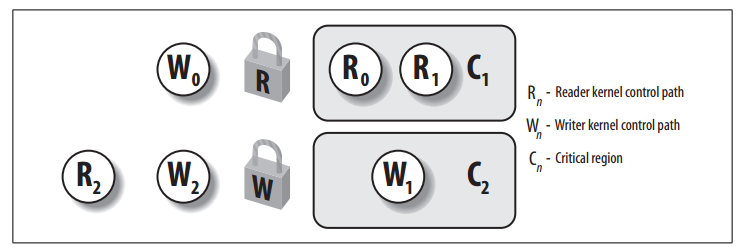 W0 R R0 R1 C1
R2 W2 W W1 C2
Rn - Reader kernel control path
Wn - Writer kernel control path
Cn - Critical region